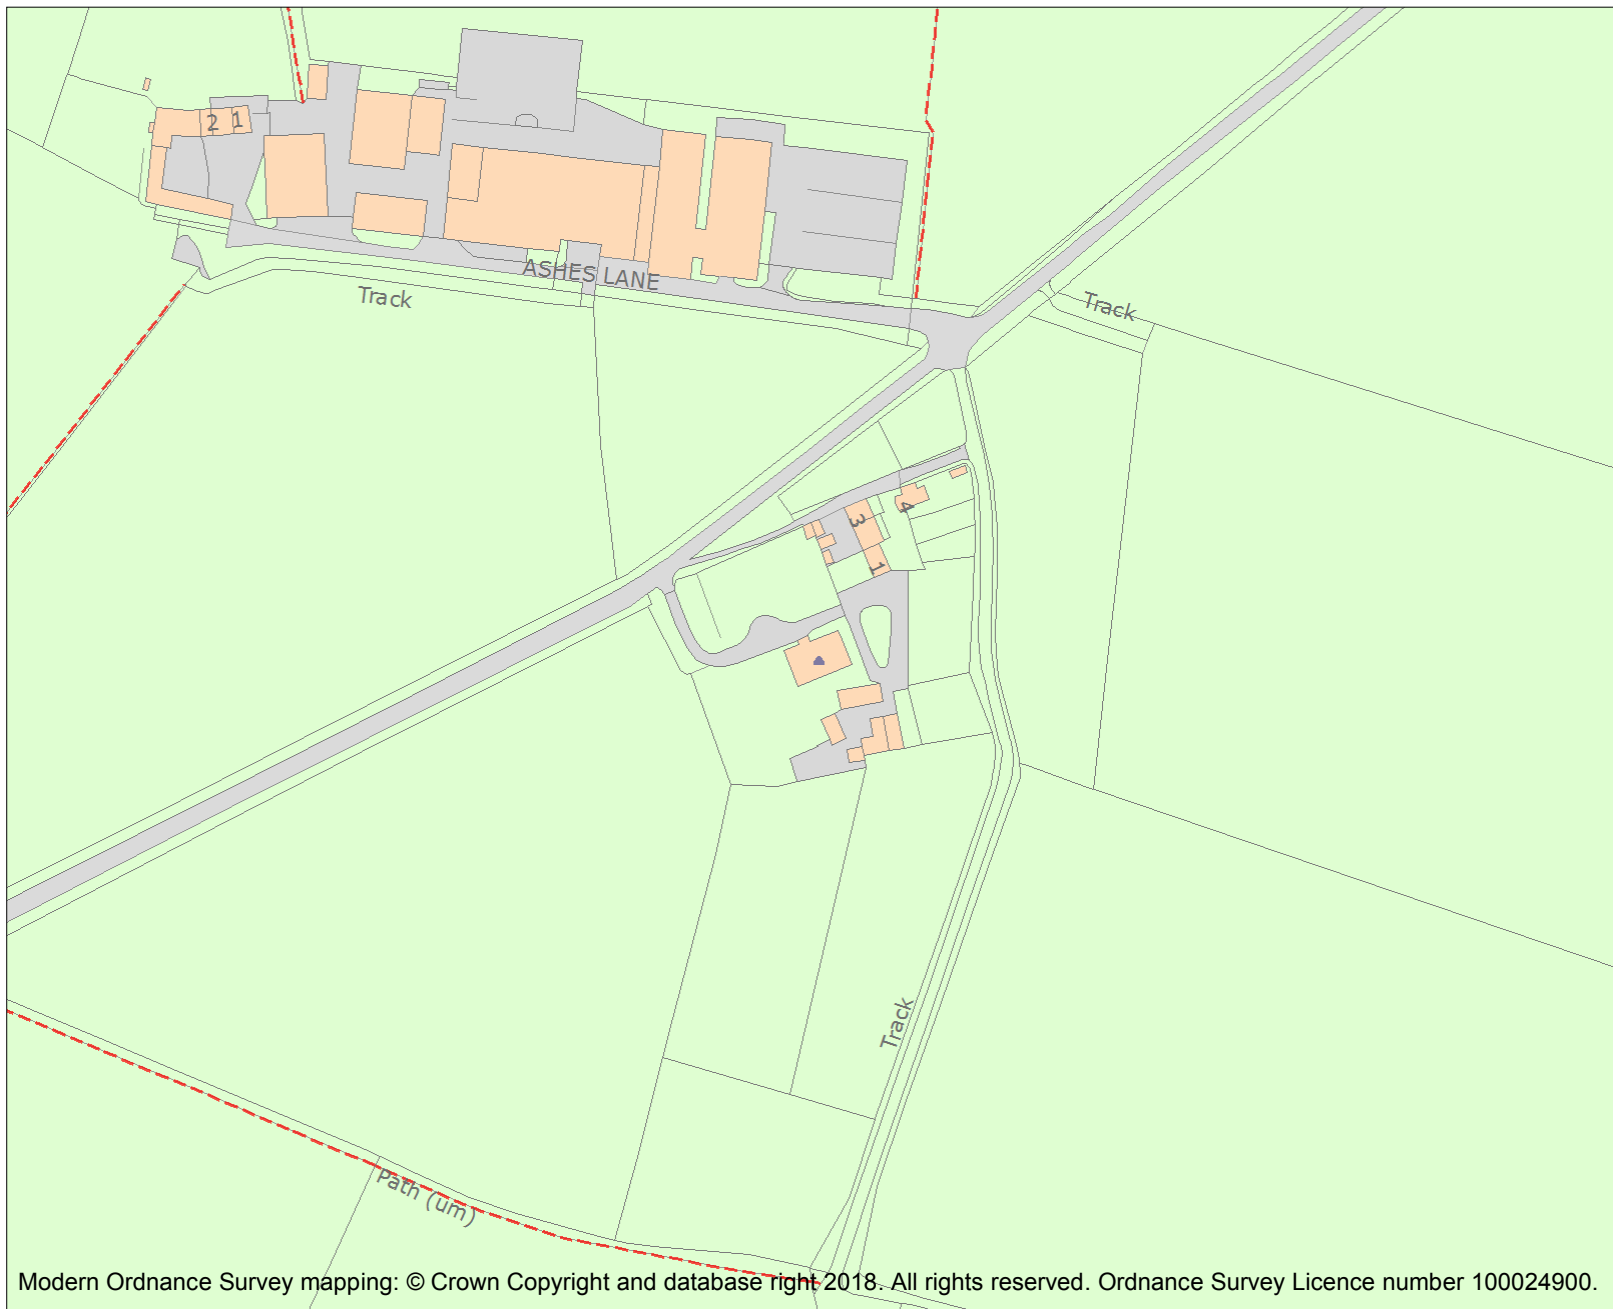 2 1
ASHES LANE
Track
Track
4
3
1
Track
Path (um)
Modern Ordnance Survey mapping: © Crown Copyright and database right 2018. All rights reserved. Ordnance Survey Licence number 100024900.